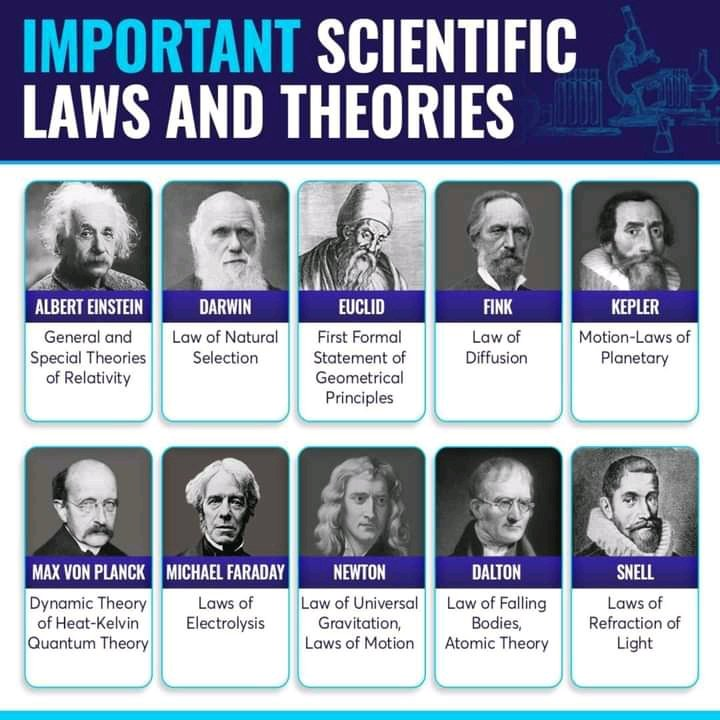 IMPORTANT SCIENTIFIC
LAWS AND THEORIES
ALBERT EINSTEIN
General and
Special Theories
of Relativity
DARWIN
Law of Natural
Selection
EUCLID
First Formal
Statement of
Geometrical
Principles
FINK
Law of
Diffusion
KEPLER
Motion-Laws of
Planetary
MAX VON PLANCK
Dynamic Theory
of Heat-Kelvin
Quantum Theory
MICHAEL FARADAY
Laws of
Electrolysis
NEWTON
Law of Universal
Gravitation,
Laws of Motion
DALTON
Law of Falling
Bodies,
Atomic Theory
SNELL
Laws of
Refraction of
Light